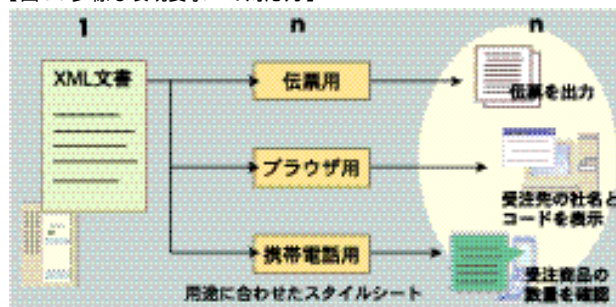 1 n n
XML文書
伝票用
伝票を出力
ブラウザ用
受注先の社名と
コードを表示
携帯電話用
受注商品の
数量を確認
用途に合わせたスタイルシート